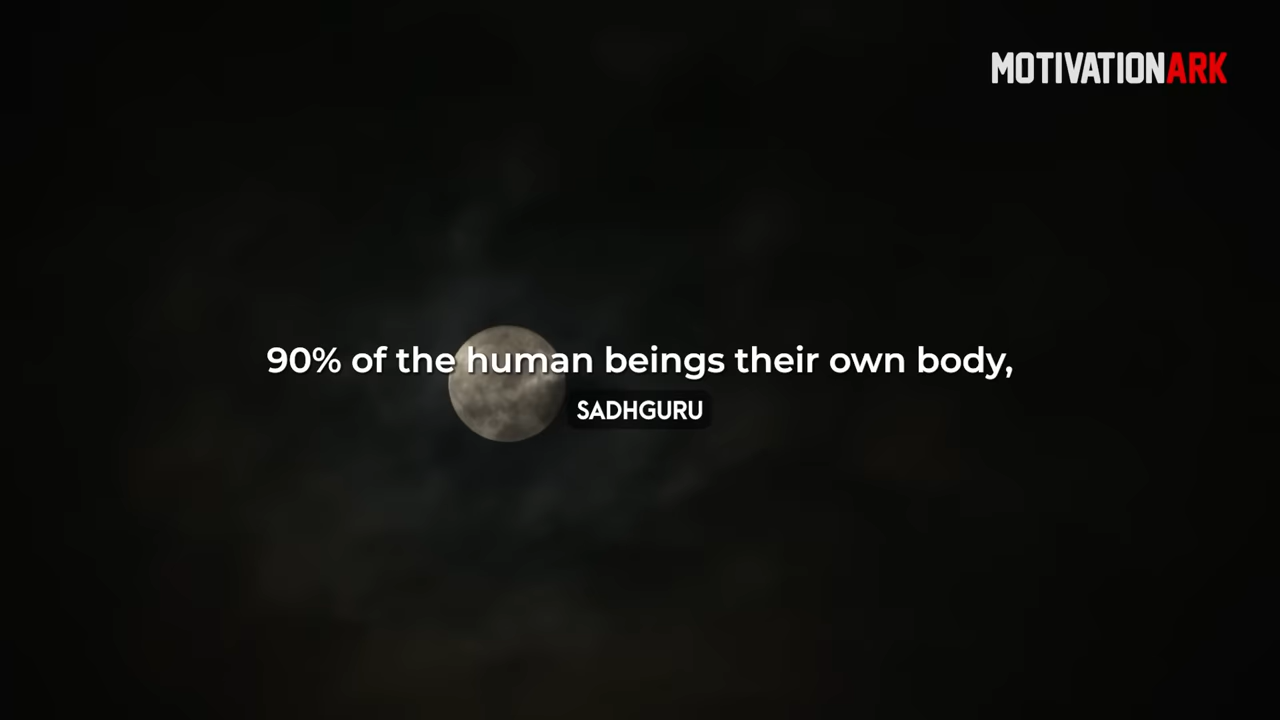 MOTIVATIONARK
90% of the human beings their own body,
SADHGURU